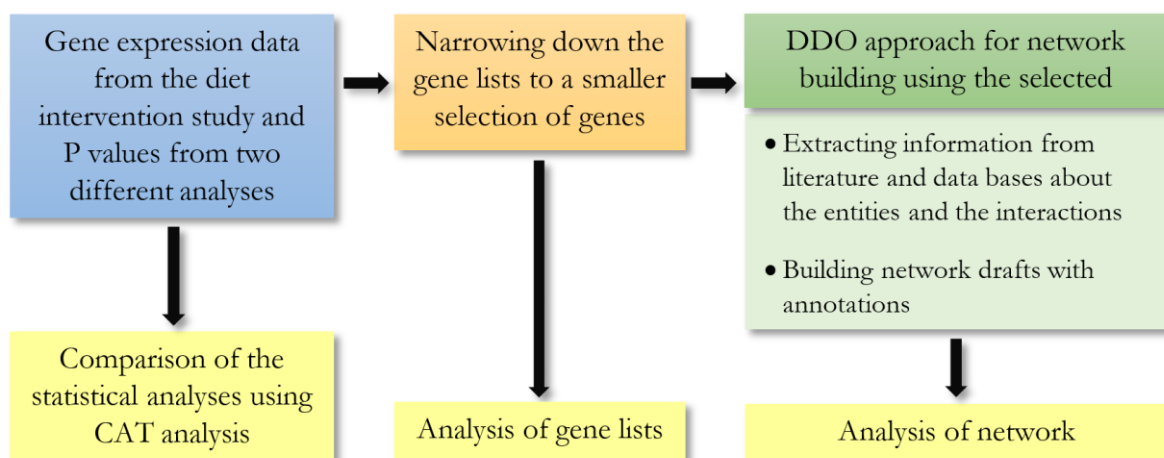 Gene expression data
from the diet
intervention study and
P values from two
different analyses
Narrowing down the
gene lists to a smaller
selection of genes
DDO approach for network
building using the selected
• Extracting information from
literature and data bases about
the entities and the interactions
• Building network drafts with
annotations
Comparison of the
statistical analyses using
CAT analysis
Analysis of gene lists
Analysis of network